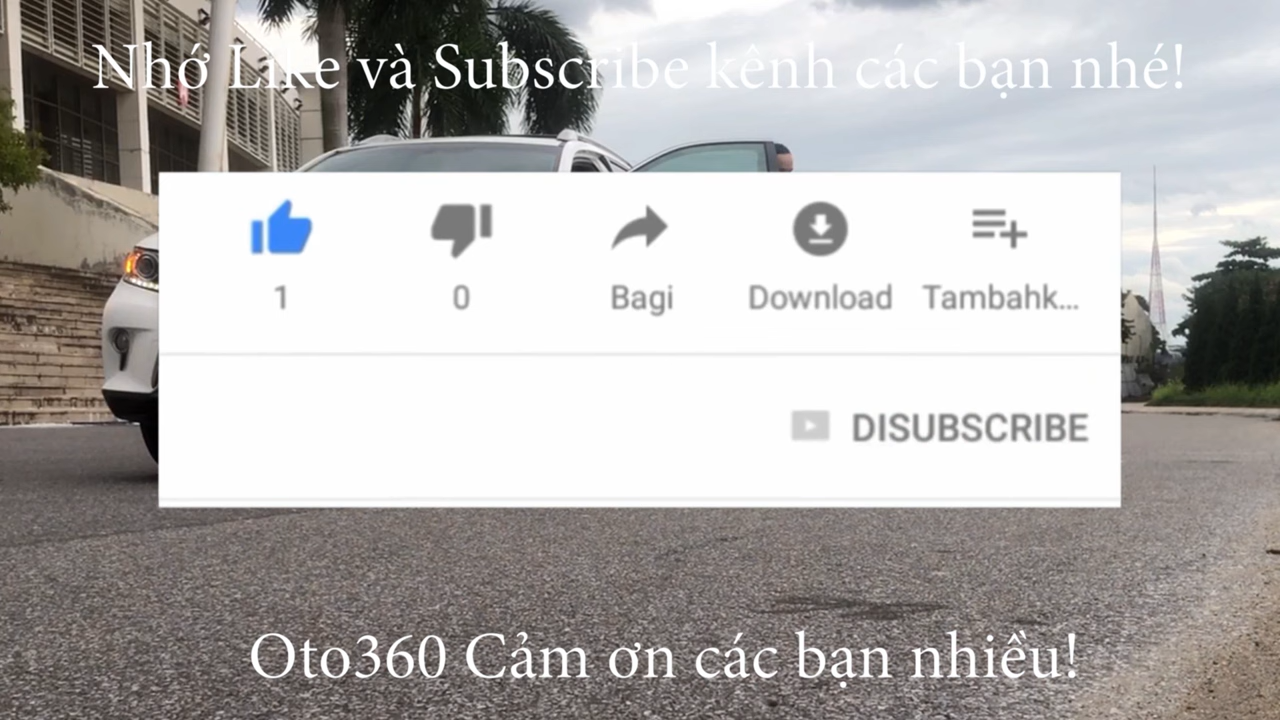 Nhớ Like và Subscribe kênh các bạn nhé!
1 0 Bagi Download Tambahk...
DISUBSCRIBE
Oto360 Cảm ơn các bạn nhiều!